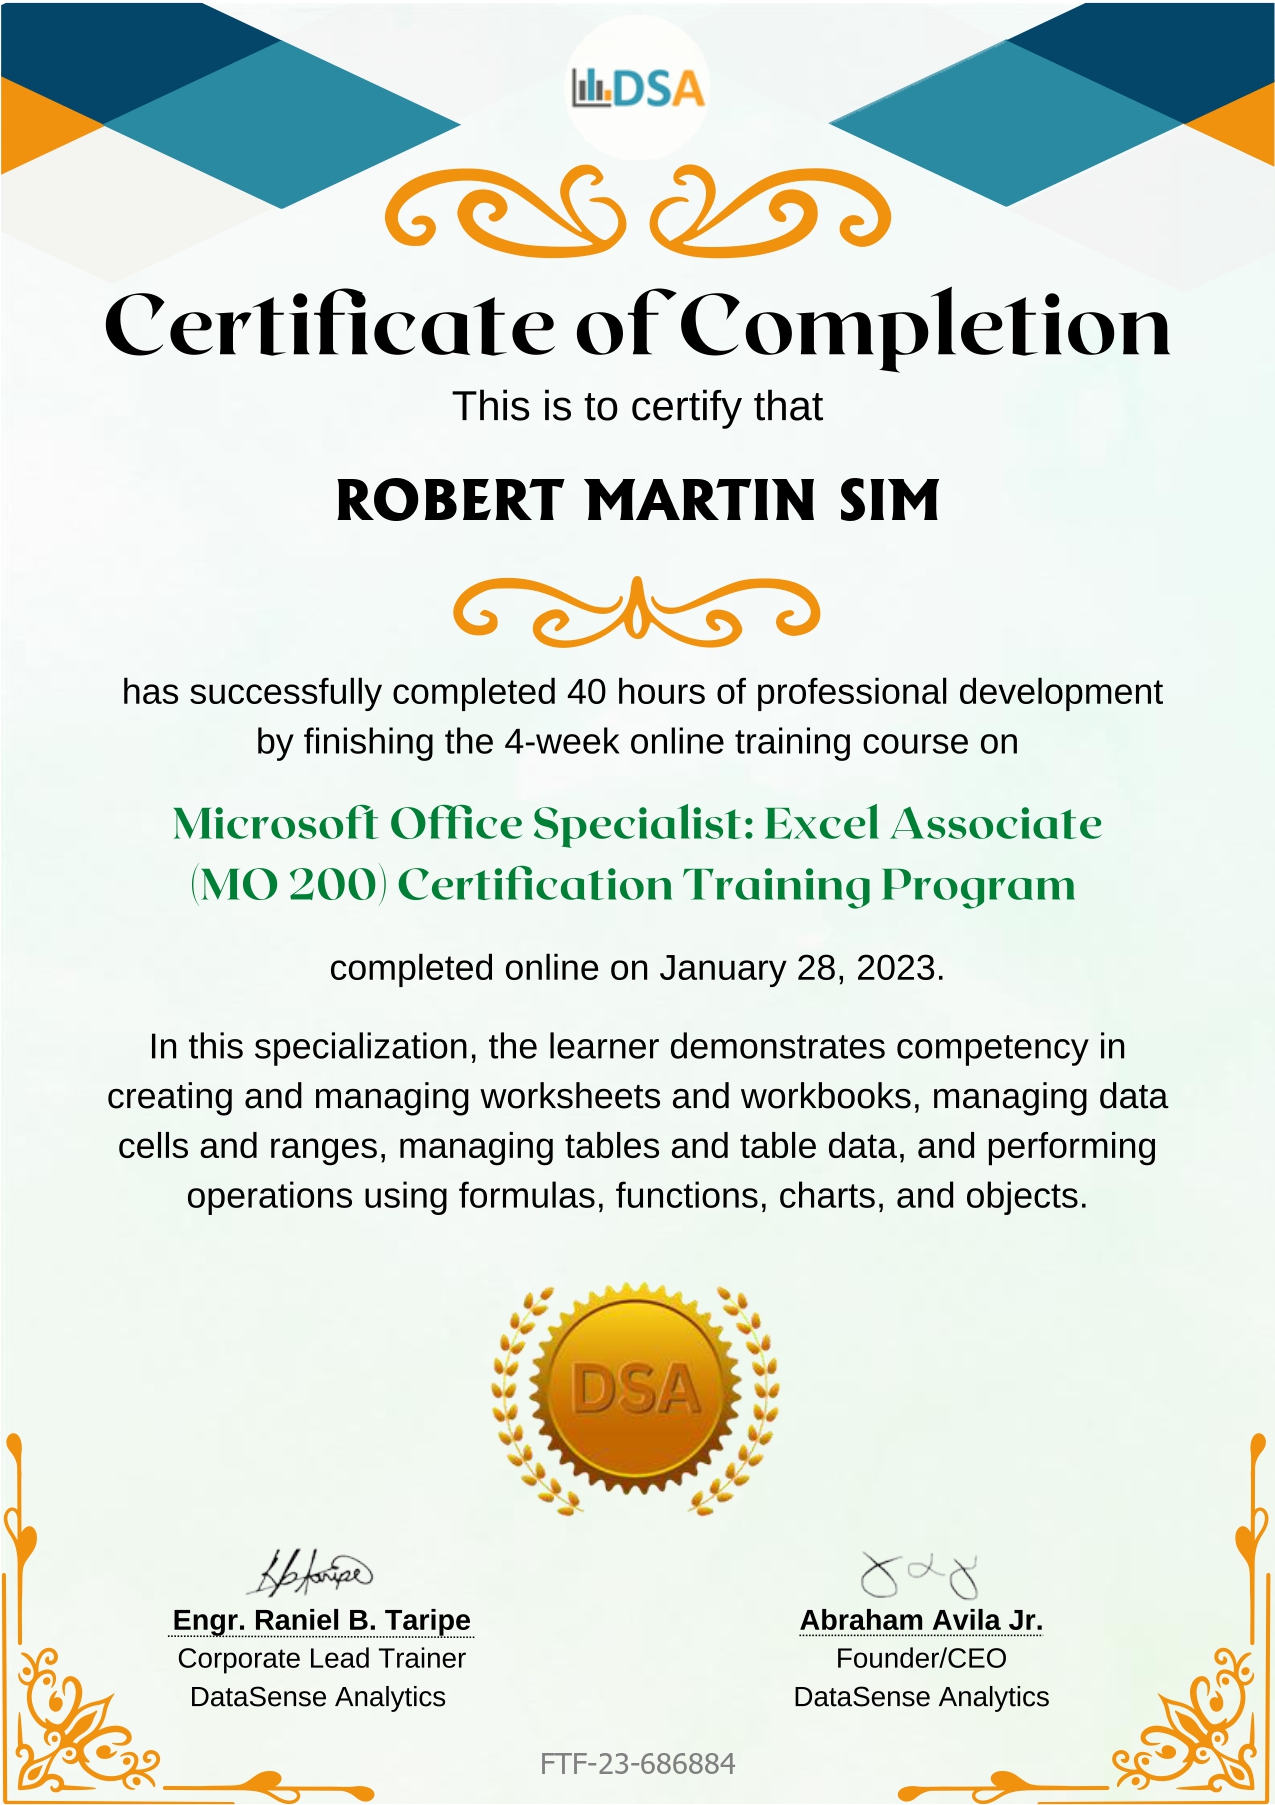 DSA
Certificate of Completion
This is to certify that
ROBERT MARTIN SIM
has successfully completed 40 hours of professional development
by finishing the 4-week online training course on
Microsoft Office Specialist: Excel Associate
(MO 200) Certification Training Program
completed online on January 28, 2023.
In this specialization, the learner demonstrates competency in
creating and managing worksheets and workbooks, managing data
cells and ranges, managing tables and table data, and performing
operations using formulas, functions, charts, and objects.
DSA
Engr. Raniel B. Taripe
Corporate Lead Trainer
DataSense Analytics
Abraham Avila Jr.
Founder/CEO
DataSense Analytics
FTF-23-686884